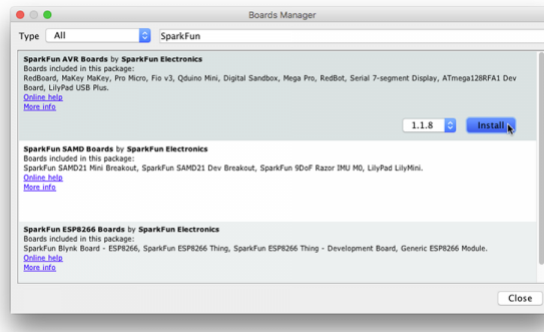 Boards Manager
Type All SparkFun
SparkFun AVR Boards by SparkFun Electronics
Boards included in this package:
RedBoard, MaKey MaKey, Pro Micro, Fio v3, Qduino Mini, Digital Sandbox, Mega Pro, RedBot, Serial 7-segment Display, ATmega128RFA1 Dev
Board, LilyPad USB Plus.
Online help
More info
1.1.8 Install
SparkFun SAMD Boards by SparkFun Electronics
Boards included in this package:
SparkFun SAMD21 Mini Breakout, SparkFun SAMD21 Dev Breakout, SparkFun 9DoF Razor IMU M0, LilyPad LilyMini.
Online help
More info
SparkFun ESP8266 Boards by SparkFun Electronics
Boards included in this package:
SparkFun Blynk Board - ESP8266, SparkFun ESP8266 Thing, SparkFun ESP8266 Thing - Development Board, Generic ESP8266 Module.
Online help
More info
Close